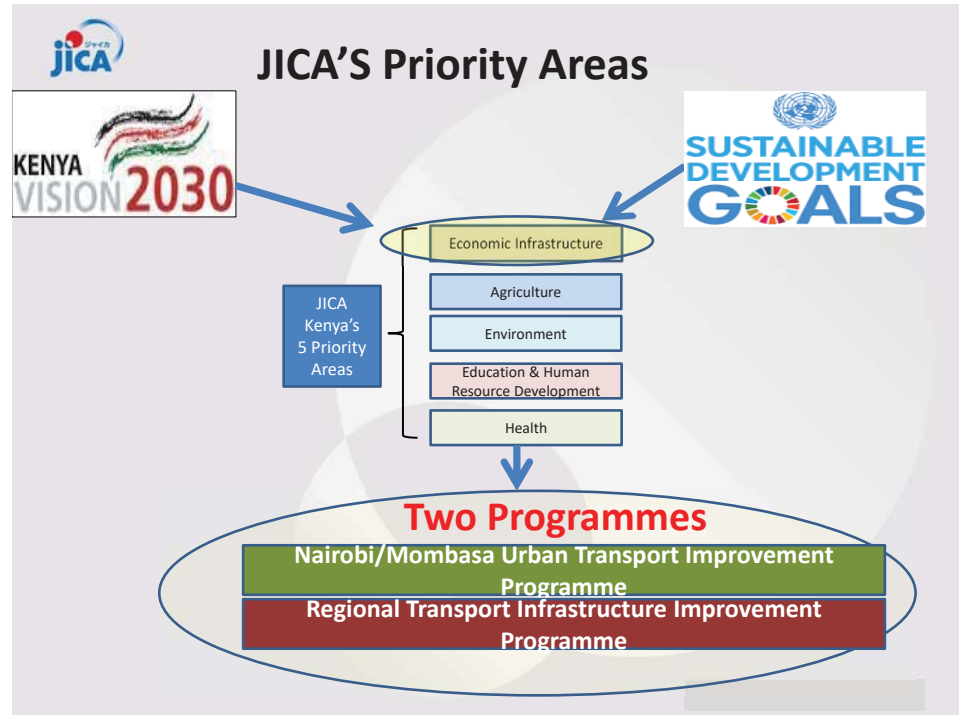 ジャイカ
jica
JICA'S Priority Areas
KENYA
VISION 2030
SUSTAINABLE
DEVELOPMENT
GOALS
Economic Infrastructure
Agriculture
JICA
Kenya's
5 Priority
Areas
Environment
Education & Human
Resource Development
Health
Two Programmes
Nairobi/Mombasa Urban Transport Improvement
Programme
Regional Transport Infrastructure Improvement
Programme